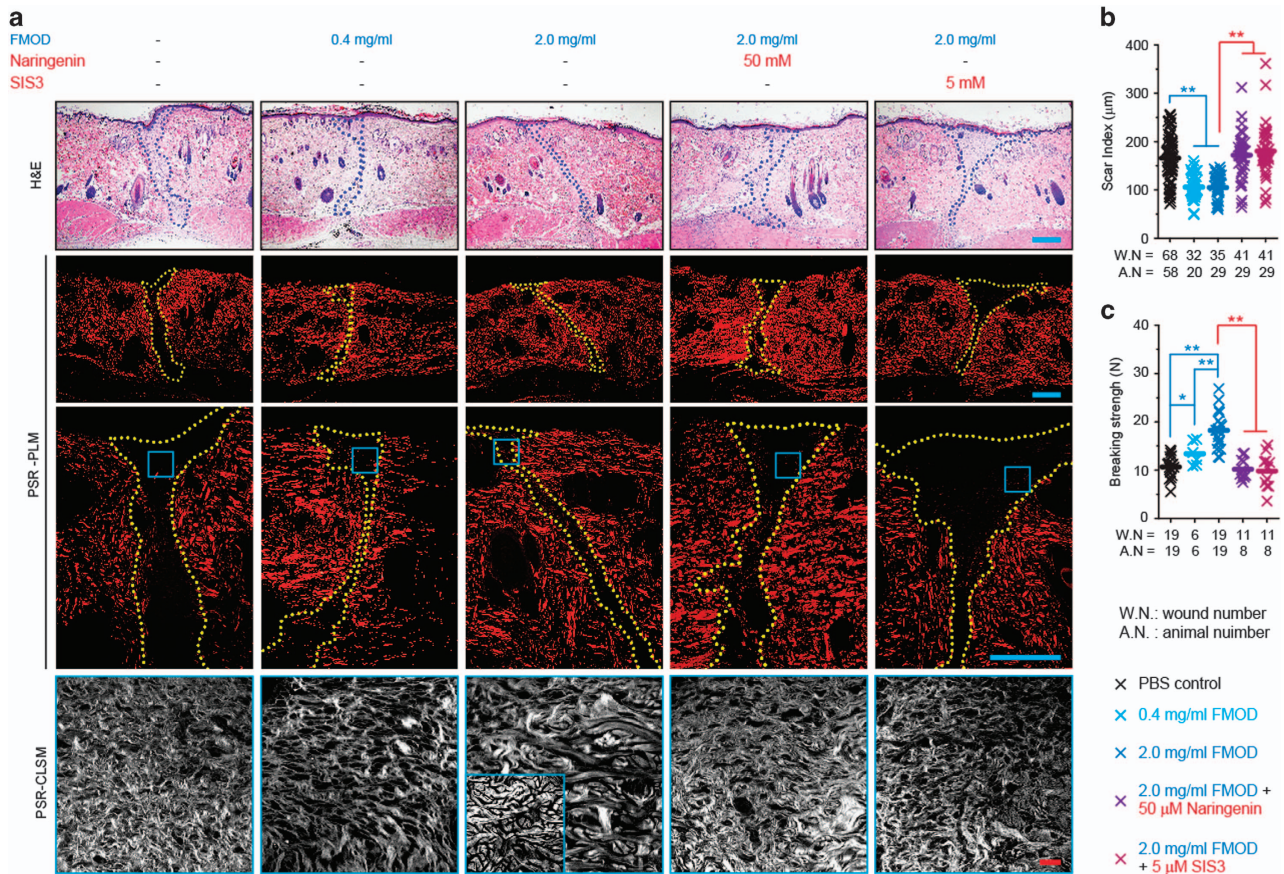 a
FMOD - 0.4 mg/ml 2.0 mg/ml 2.0 mg/ml 2.0 mg/ml
Naringenin - - - 50 mM -
SIS3 - - - - 5 mM
H&E
PSR -PLM
PSR-CLSM
b
**
**
Scar Index (μm)
400
300
200
100
0
W.N = 68 32 35 41 41
A.N = 58 20 29 29 29
c
**
**
**
*
Breaking strengh (N)
40
30
20
10
0
W.N = 19 6 19 11 11
A.N = 19 6 19 8 8
W.N.: wound number
A.N. : animal nuimber
PBS control
0.4 mg/ml FMOD
2.0 mg/ml FMOD
2.0 mg/ml FMOD +
50 μM Naringenin
2.0 mg/ml FMOD
+ 5 μM SIS3